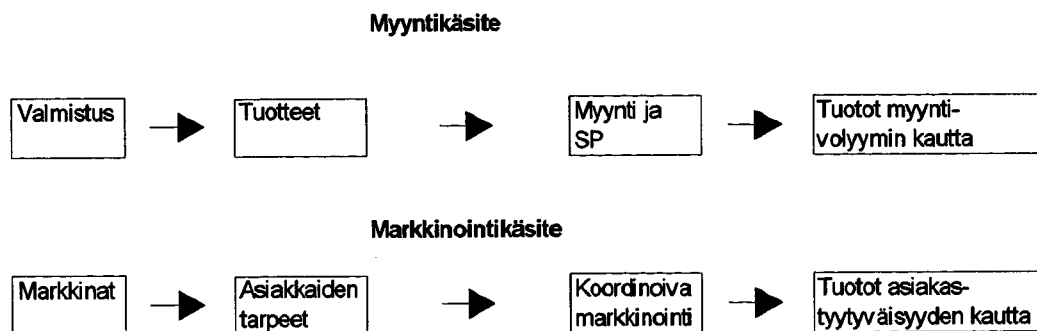 Myyntikäsite
Valmistus
Tuotteet
Myynti ja
SP
Tuotot myynti-
volyymin kautta
Markkinointikäsite
Markkinat
Asiakkaiden
tarpeet
Koordinoiva
markkinointi
Tuotot asiakas-
tyytyväisyyden kautta